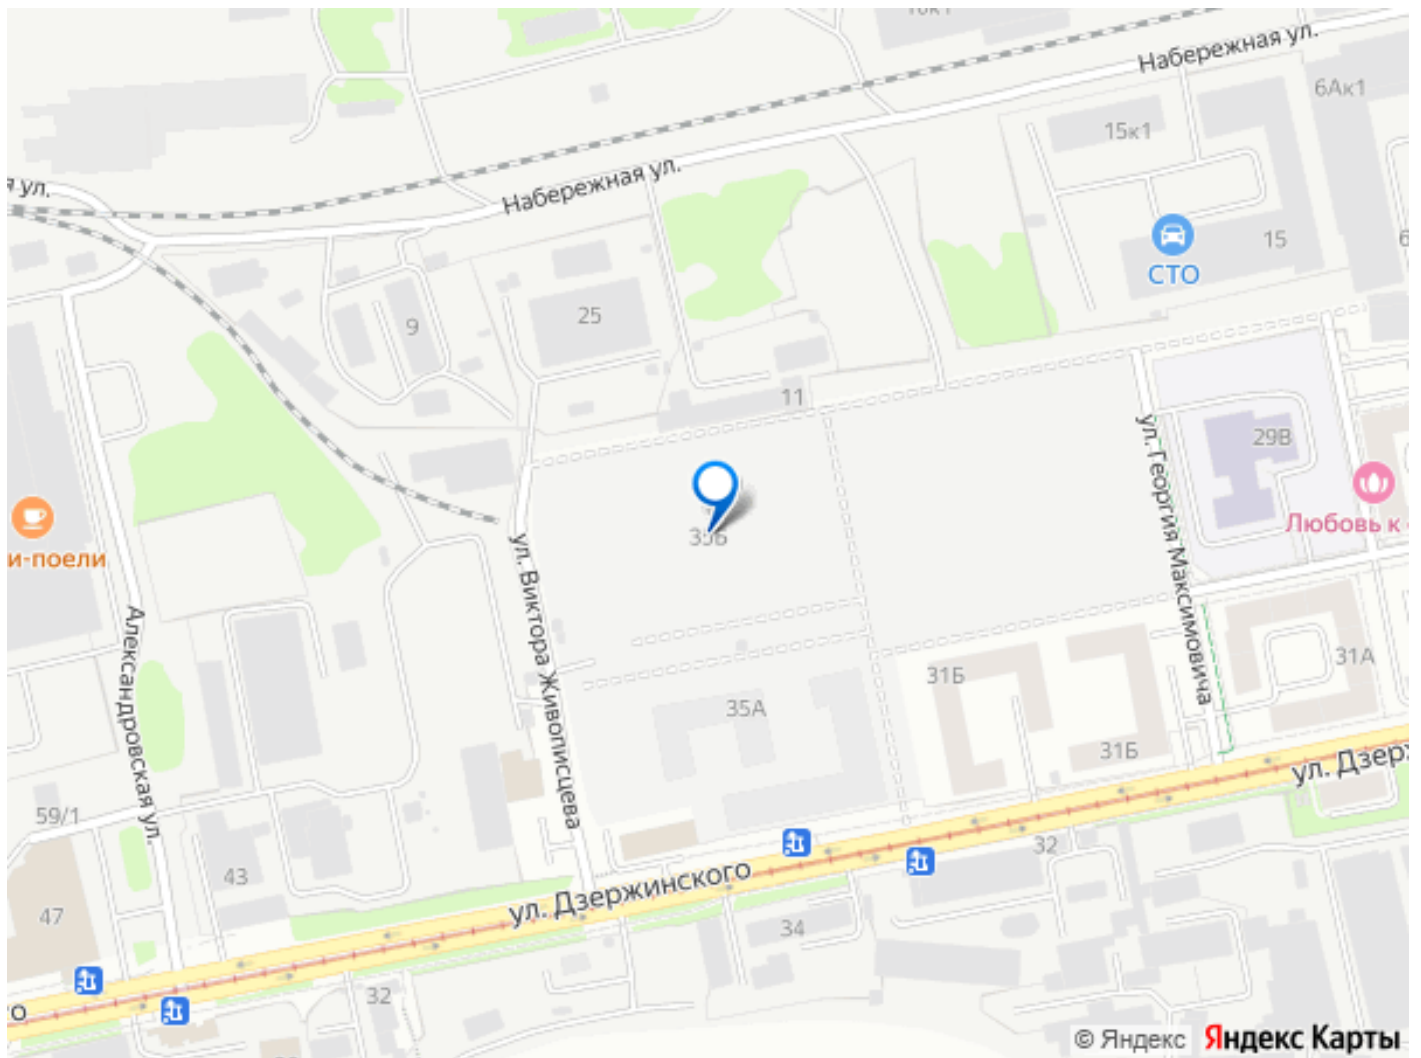 Набережная ул.
6Ак1
15к1
я ул.
Набережная ул.
15
СТО
25
9
11
ул. Георгия Максимовича
29В
Любовь к
35Б
и-поели
ул. Виктора Живописцева
Александровская ул.
31А
31Б
35А
31Б
ул. Дзерж
59/1
32
43
ул. Дзержинского
47
34
32
о
© Яндекс Яндекс Карты